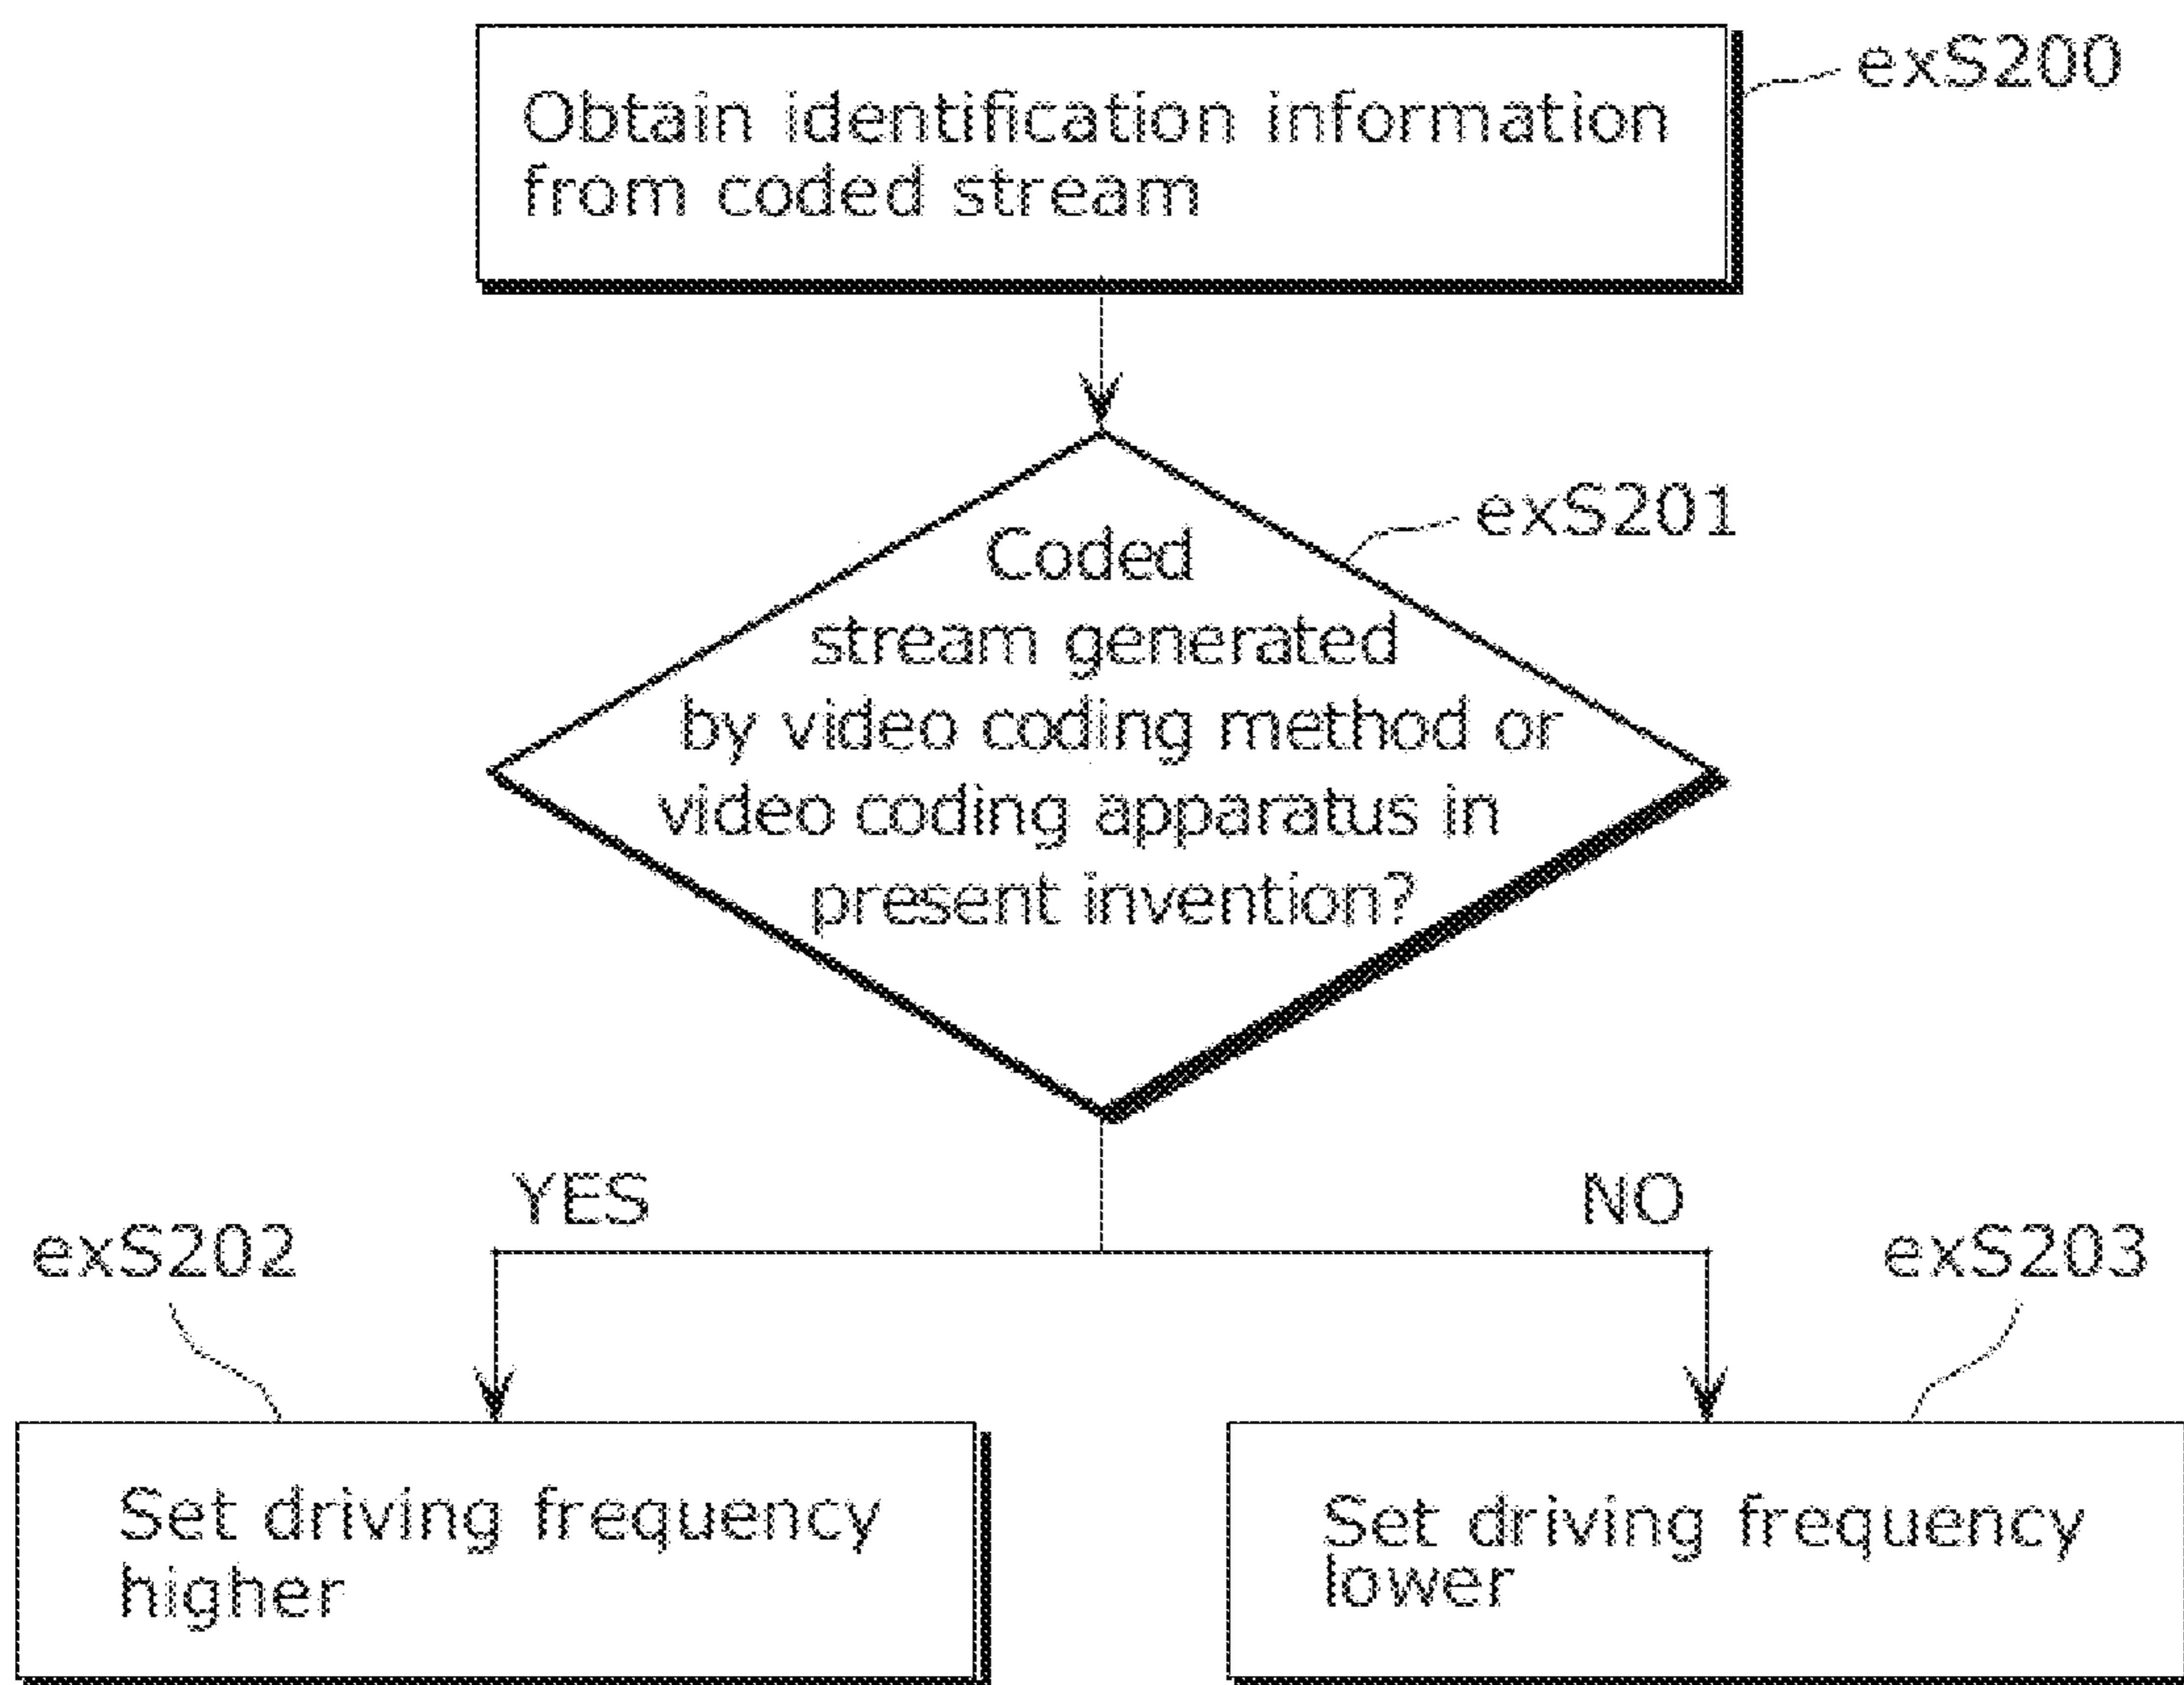 Obtain identification information
from coded stream
exS200
exS201
Coded
stream generated
by video coding method or
video coding apparatus in
present invention?
YES
NO
exS202
exS203
Set driving frequency
higher
Set driving frequency
lower